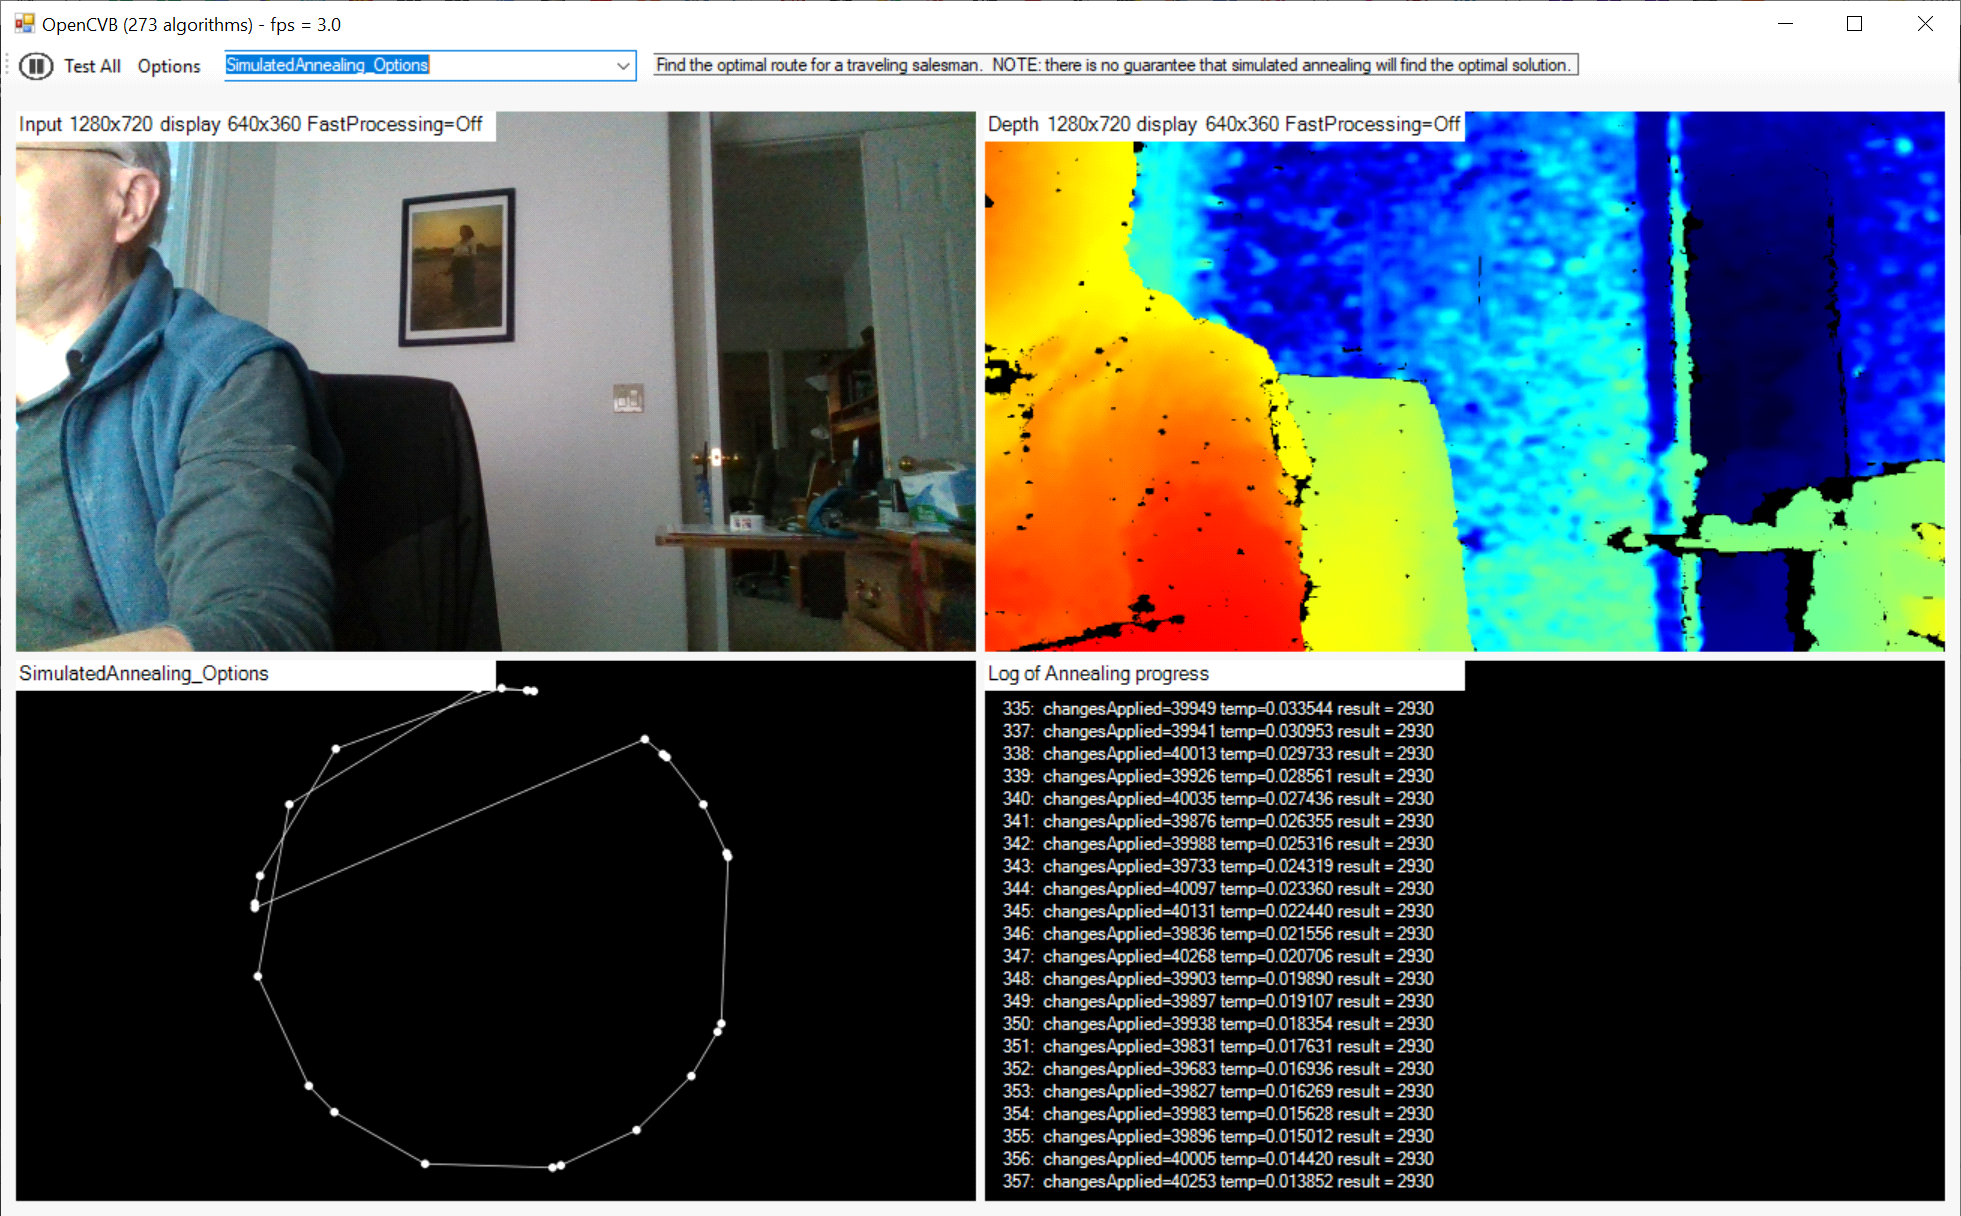 OpenCVB (273 algorithms) - fps = 3.0
Test All Options SimulatedAnnealing_Options Find the optimal route for a traveling salesman. NOTE: there is no guarantee that simulated annealing will find the optimal solution.
Input 1280x720 display 640x360 FastProcessing=Off
Depth 1280x720 display 640x360 FastProcessing=Off
SimulatedAnnealing_Options
Log of Annealing progress
335: changesApplied=39949 temp=0.033544 result = 2930
337: changesApplied=39941 temp=0.030953 result = 2930
338: changesApplied=40013 temp=0.029733 result = 2930
339: changesApplied=39926 temp=0.028561 result = 2930
340: changesApplied=40035 temp=0.027436 result = 2930
341: changesApplied=39876 temp=0.026355 result = 2930
342: changesApplied=39988 temp=0.025316 result = 2930
343: changesApplied=39733 temp=0.024319 result = 2930
344: changesApplied=40097 temp=0.023360 result = 2930
345: changesApplied=40131 temp=0.022440 result = 2930
346: changesApplied=39836 temp=0.021556 result = 2930
347: changesApplied=40268 temp=0.020706 result = 2930
348: changesApplied=39903 temp=0.019890 result = 2930
349: changesApplied=39897 temp=0.019107 result = 2930
350: changesApplied=39938 temp=0.018354 result = 2930
351: changesApplied=39831 temp=0.017631 result = 2930
352: changesApplied=39683 temp=0.016936 result = 2930
353: changesApplied=39827 temp=0.016269 result = 2930
354: changesApplied=39983 temp=0.015628 result = 2930
355: changesApplied=39896 temp=0.015012 result = 2930
356: changesApplied=40005 temp=0.014420 result = 2930
357: changesApplied=40253 temp=0.013852 result = 2930